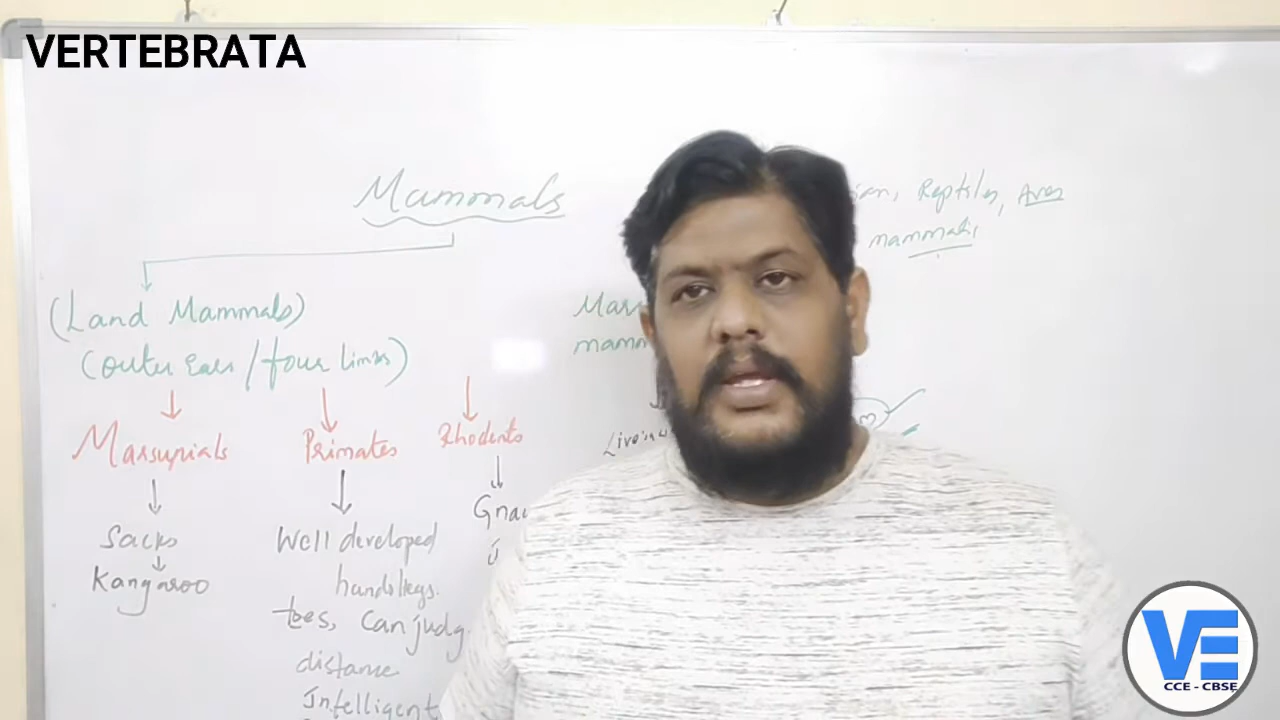 VERTEBRATA
Mammals
Reptiles, Aves
mammalia
(Land Mammals)
(outer ears/four limbs)
Marsupials
Primates
Rhodents
Sacks
Kangaroo
Well developed
hands legs.
toes, can judg
distance
Intelligent
VE
CCE - CBSE